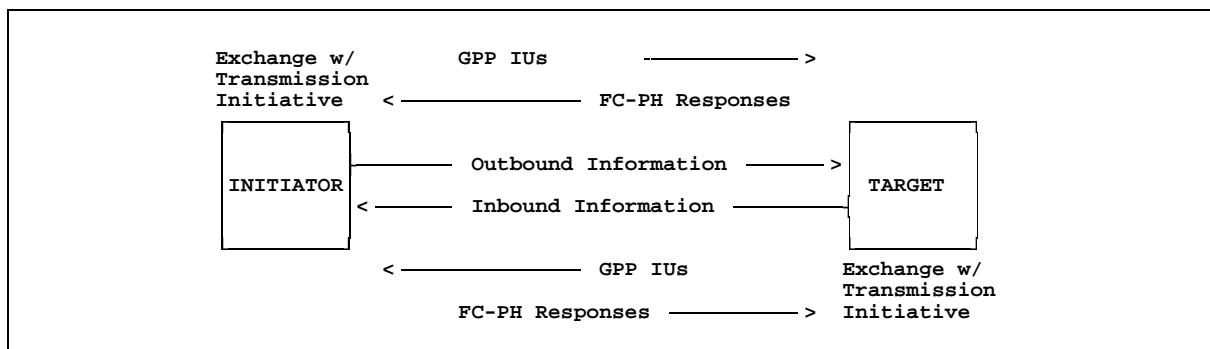 Exchange w/ GPP IUs >
Transmission
Initiative < FC-PH Responses
Outbound Information >
INITIATOR TARGET
< Inbound Information
< GPP IUs Exchange w/
Transmission
FC-PH Responses > Initiative